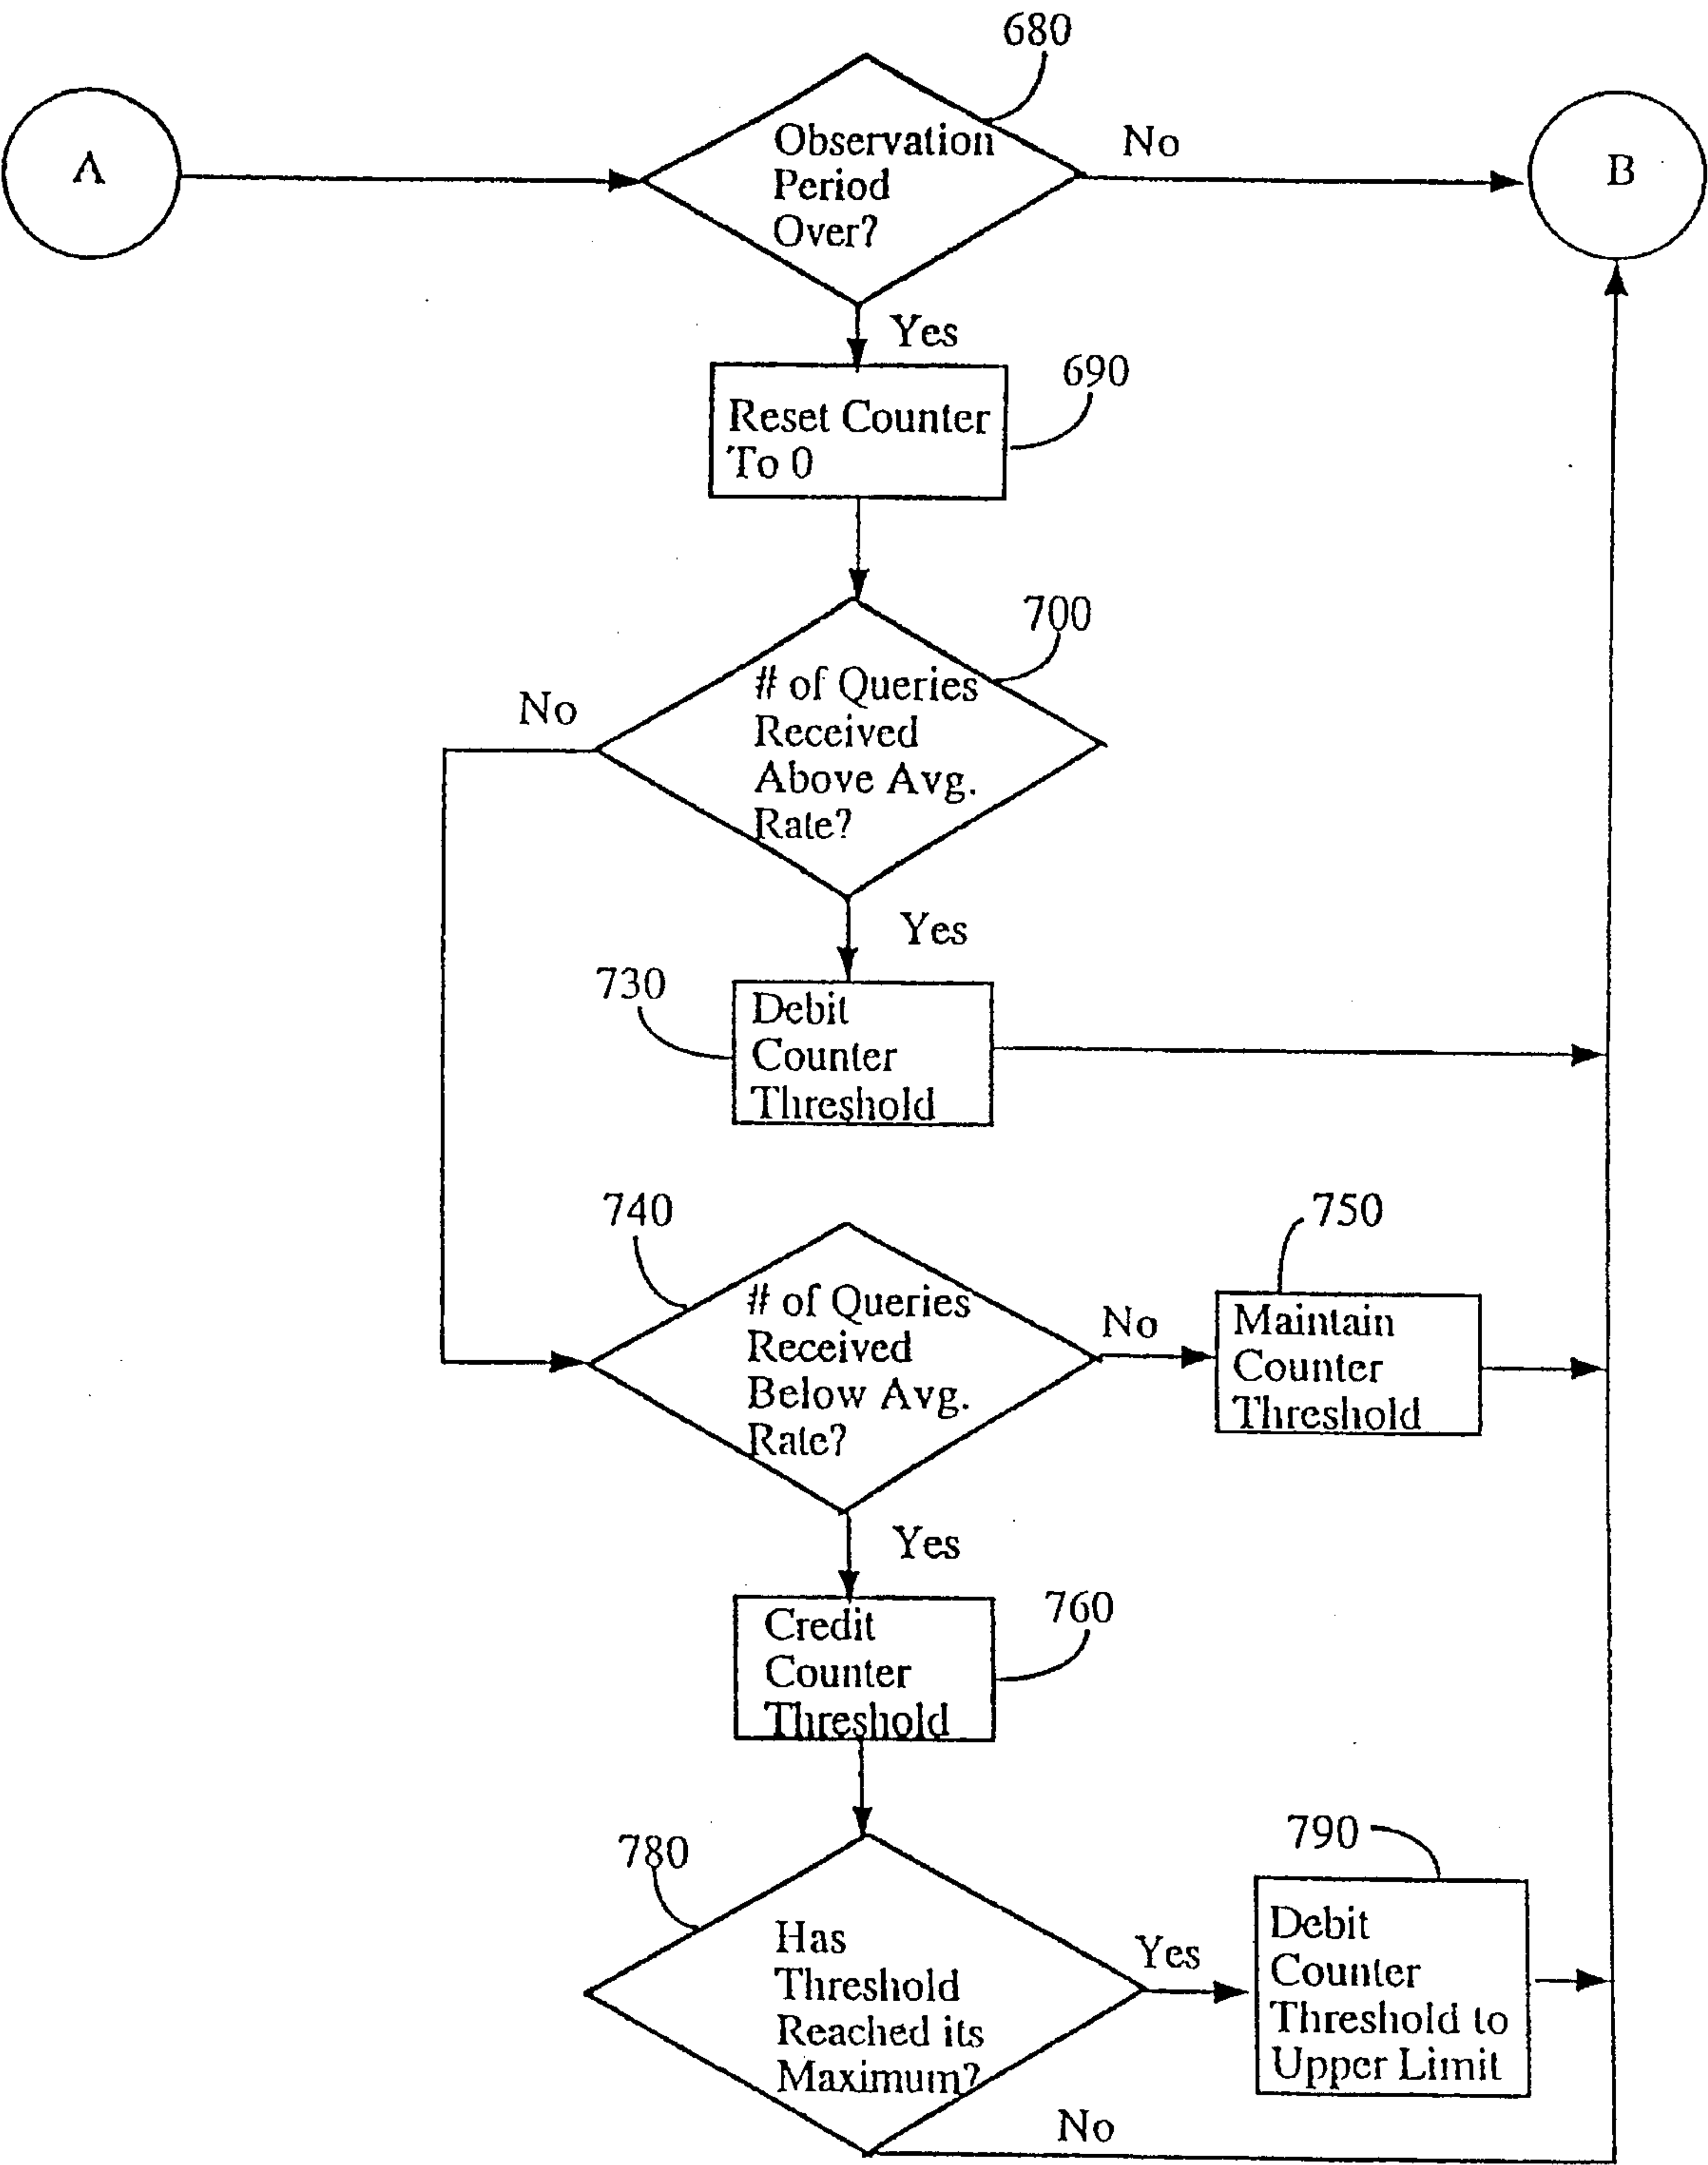 680
A
Observation
Period
Over?
No
B
Yes
690
Reset Counter
To 0
700
# of Queries
Received
Above Avg.
Rate?
No
Yes
730
Debit
Counter
Threshold
740
# of Queries
Received
Below Avg.
Rate?
No
750
Maintain
Counter
Threshold
Yes
760
Credit
Counter
Threshold
780
Has
Threshold
Reached its
Maximum?
Yes
790
Debit
Counter
Threshold to
Upper Limit
No